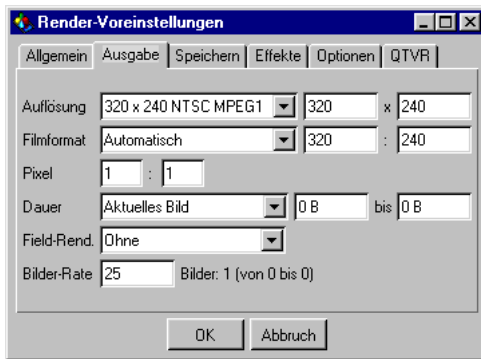 Render-Voreinstellungen
Allgemein Ausgabe Speichern Effekte Optionen QTVR
Auflösung 320 x 240 NTSC MPEG1 320 x 240
Filmformat Automatisch 320 : 240
Pixel 1 : 1
Dauer Aktuelles Bild 0 B bis 0 B
Field-Rend. Ohne
Bilder-Rate 25 Bilder: 1 (von 0 bis 0)
OK Abbruch